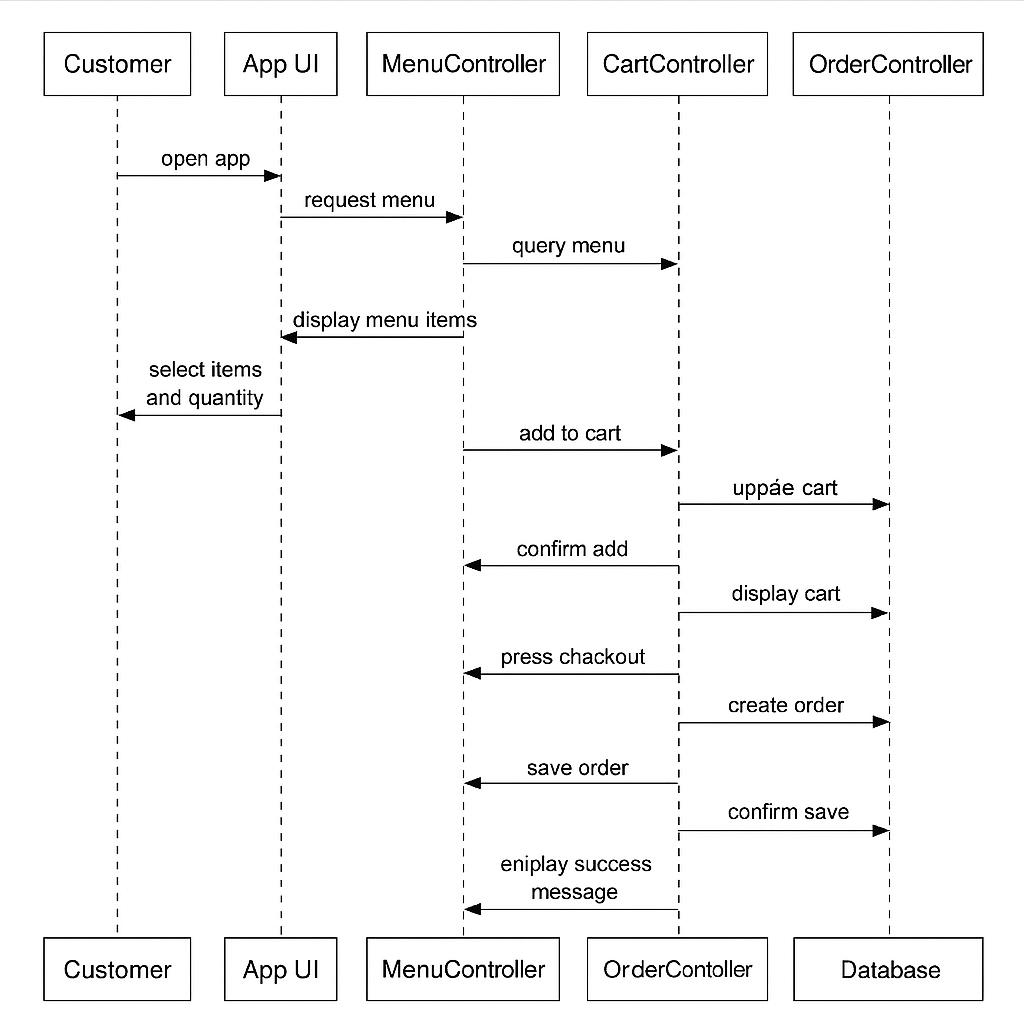 Customer
App UI
MenuController
CartController
OrderController
open app
request menu
query menu
display menu items
select items
and quantity
add to cart
uppáe cart
confirm add
display cart
press chackout
create order
save order
confirm save
eniplay success
message
Customer
App UI
MenuController
OrderContoller
Database